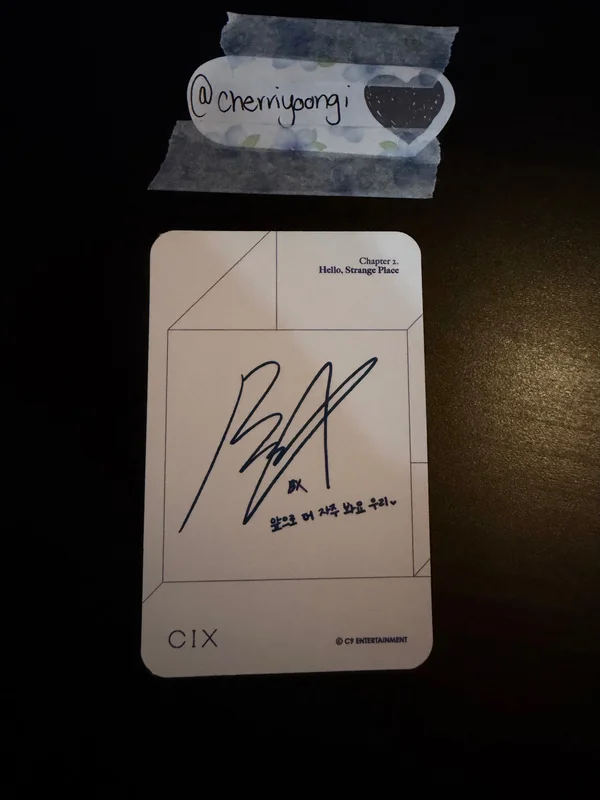 @cherriyoongi
Chapter 2.
Hello, Strange Place
BX
BX
앞으로 더 자주 봐요 우리♥
CIX
© C9 ENTERTAINMENT